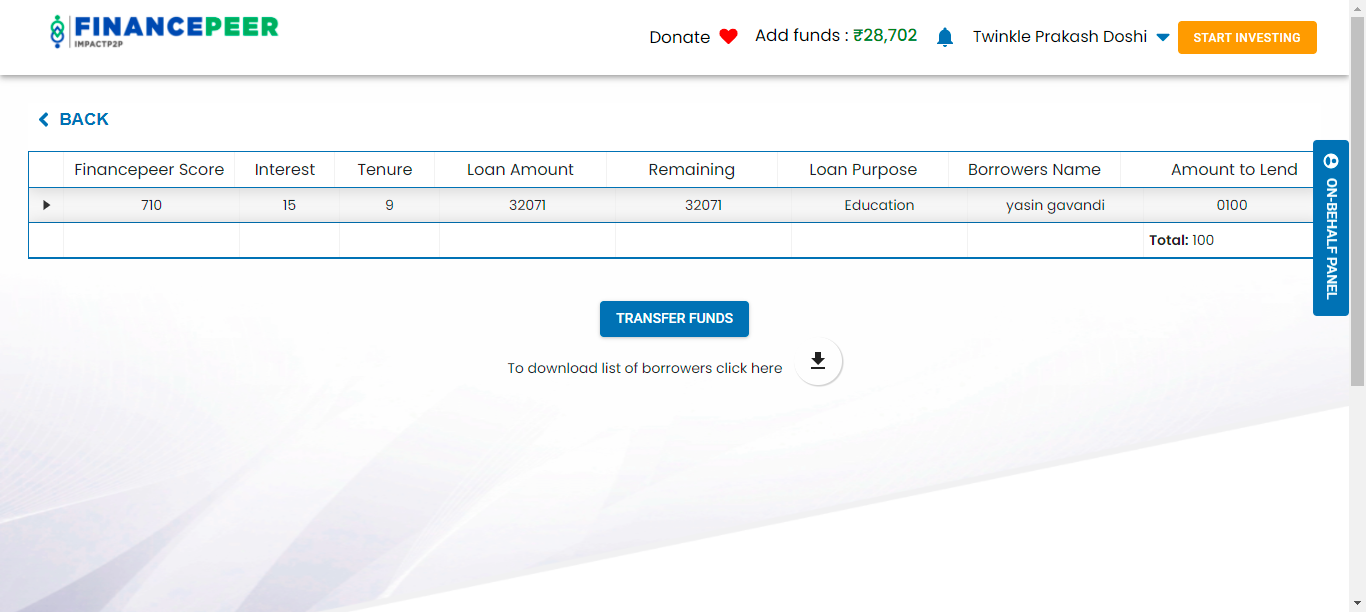 FINANCEPEER
IMPACTP2P
Donate Add funds : ₹28,702 Twinkle Prakash Doshi START INVESTING
BACK
Financepeer Score Interest Tenure Loan Amount Remaining Loan Purpose Borrowers Name Amount to Lend
710 15 9 32071 32071 Education yasin gavandi 0100
Total: 100
ON-BEHALF PANEL
TRANSFER FUNDS
To download list of borrowers click here